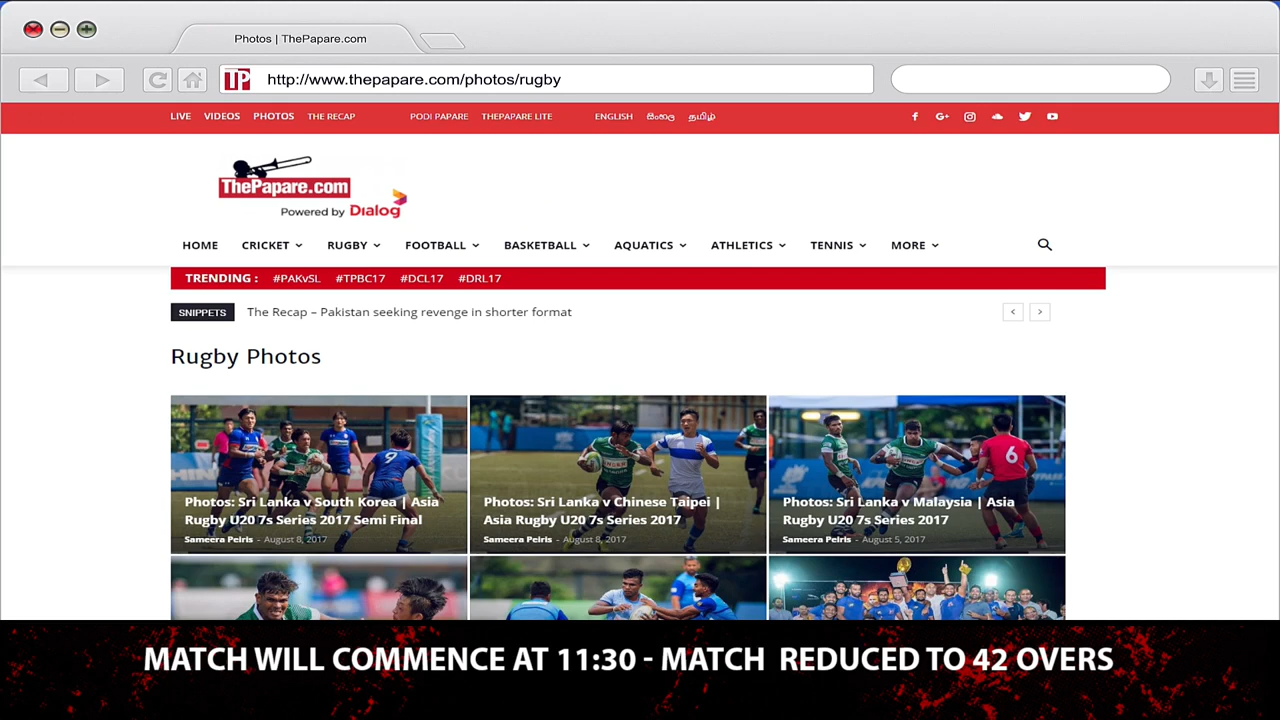 Photos | ThePapare.com
TP http://www.thepapare.com/photos/rugby
LIVE VIDEOS PHOTOS THE RECAP PODI PAPARE THEPAPARE LITE ENGLISH සිංහල தமிழ்
ThePapare.com
Powered by Dialog
HOME CRICKET RUGBY FOOTBALL BASKETBALL AQUATICS ATHLETICS TENNIS MORE
TRENDING : #PAKvSL #TPBC17 #DCL17 #DRL17
SNIPPETS The Recap – Pakistan seeking revenge in shorter format
Rugby Photos
9
6
Photos: Sri Lanka v South Korea | Asia
Rugby U20 7s Series 2017 Semi Final
Sameera Peiris - August 8, 2017
Photos: Sri Lanka v Chinese Taipei |
Asia Rugby U20 7s Series 2017
Sameera Peiris - August 8, 2017
Photos: Sri Lanka v Malaysia | Asia
Rugby U20 7s Series 2017
Sameera Peiris - August 5, 2017
MATCH WILL COMMENCE AT 11:30 - MATCH REDUCED TO 42 OVERS